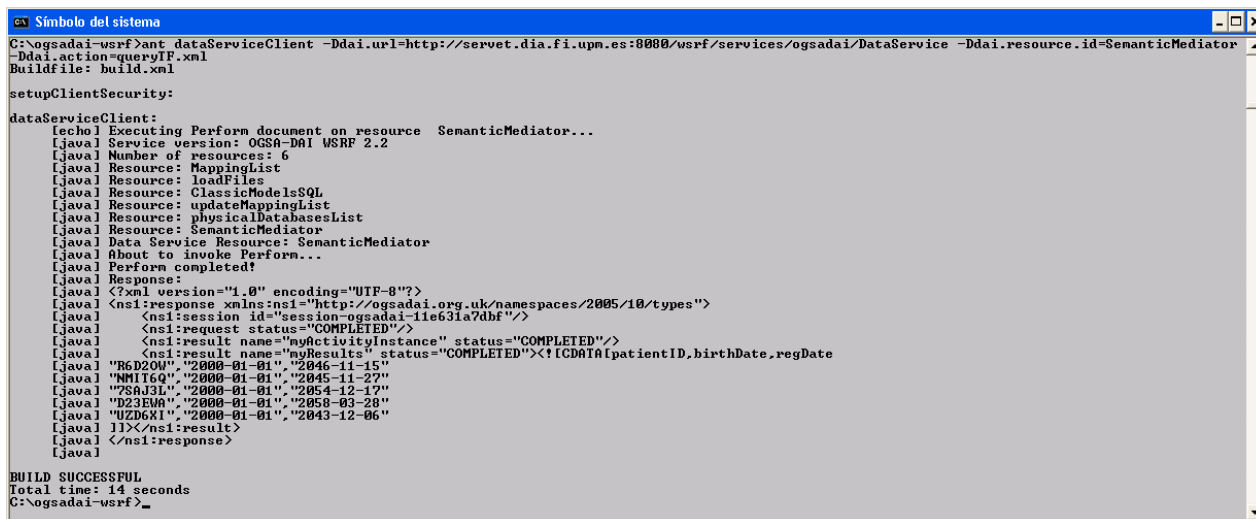 Símbolo del sistema
C:\ogsadai-wsrf>ant dataServiceClient -Ddai.url=http://servet.dia.fi.upm.es:8080/wsrf/services/ogsadai/DataService -Ddai.resource.id=SemanticMediator
-Ddai.action=queryTF.xml
Buildfile: build.xml
setupClientSecurity:
dataServiceClient:
[echo] Executing Perform document on resource  SemanticMediator...
[java] Service version: OGSA-DAI WSRF 2.2
[java] Number of resources: 6
[java] Resource: MappingList
[java] Resource: loadFiles
[java] Resource: ClassicModelsSQL
[java] Resource: updateMappingList
[java] Resource: physicalDatabasesList
[java] Resource: SemanticMediator
[java] Data Service Resource: SemanticMediator
[java] About to invoke Perform...
[java] Perform completed!
[java] Response:
[java] <?xml version="1.0" encoding="UTF-8"?>
[java] <ns1:response xmlns:ns1="http://ogsadai.org.uk/namespaces/2005/10/types">
[java]     <ns1:session id="session-ogsadai-11e631a7dbf"/>
[java]     <ns1:request status="COMPLETED"/>
[java]     <ns1:result name="myActivityInstance" status="COMPLETED"/>
[java]     <ns1:result name="myResults" status="COMPLETED"><![CDATA[patientID,birthDate,regDate
[java] "R6D2OW","2000-01-01","2046-11-15"
[java] "NMIT6Q","2000-01-01","2045-11-27"
[java] "7SAJ3L","2000-01-01","2054-12-17"
[java] "D23EWA","2000-01-01","2058-03-28"
[java] "UZD6XI","2000-01-01","2043-12-06"
[java] ]]></ns1:result>
[java] </ns1:response>
[java]
BUILD SUCCESSFUL
Total time: 14 seconds
C:\ogsadai-wsrf>_